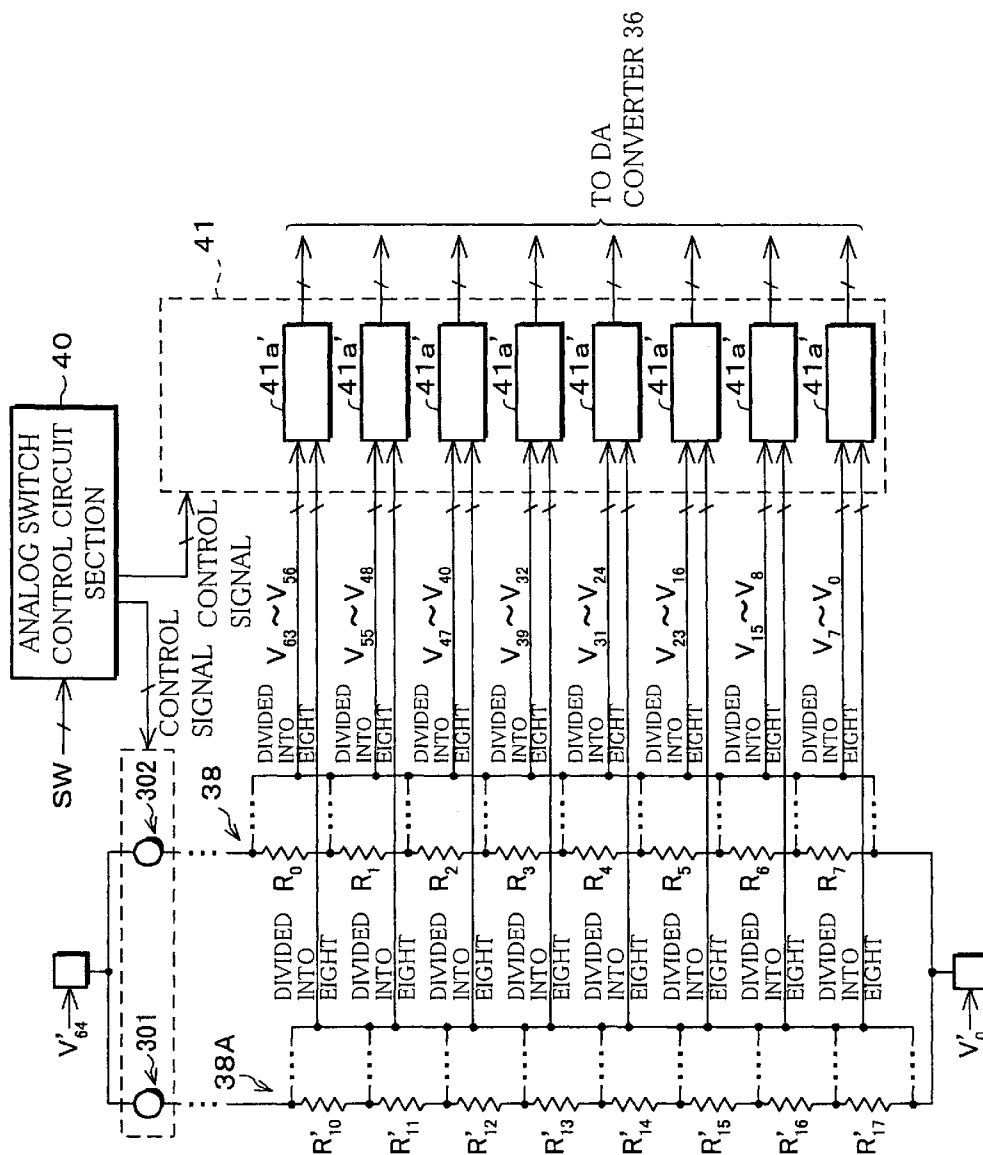 SW
ANALOG SWITCH
CONTROL CIRCUIT
SECTION
40
CONTROL
SIGNAL
CONTROL
SIGNAL
V'64
301
302
38A
38
41
R'10
R'11
R'12
R'13
R'14
R'15
R'16
R'17
DIVIDED
INTO
EIGHT
DIVIDED
INTO
EIGHT
DIVIDED
INTO
EIGHT
DIVIDED
INTO
EIGHT
DIVIDED
INTO
EIGHT
DIVIDED
INTO
EIGHT
DIVIDED
INTO
EIGHT
DIVIDED
INTO
EIGHT
R0
R1
R2
R3
R4
R5
R6
R7
DIVIDED
INTO
EIGHT
DIVIDED
INTO
EIGHT
DIVIDED
INTO
EIGHT
DIVIDED
INTO
EIGHT
DIVIDED
INTO
EIGHT
DIVIDED
INTO
EIGHT
DIVIDED
INTO
EIGHT
DIVIDED
INTO
EIGHT
V63~V56
V55~V48
V47~V40
V39~V32
V31~V24
V23~V16
V15~V8
V7~V0
41a'
41a'
41a'
41a'
41a'
41a'
41a'
41a'
TO DA
CONVERTER 36
V'0